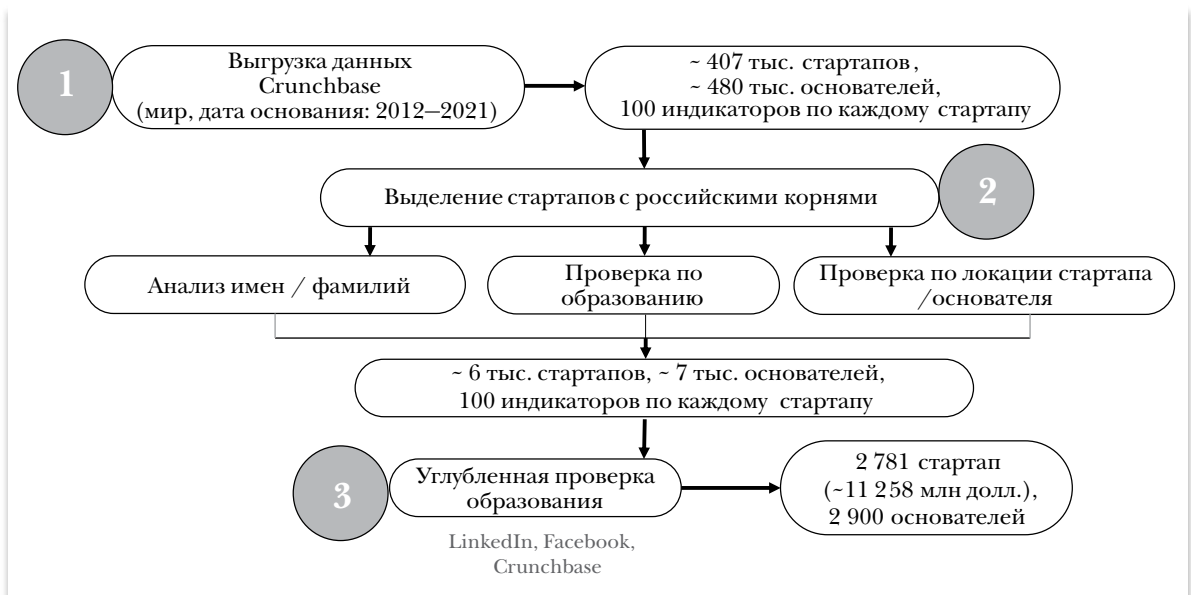 1
Выгрузка данных
Crunchbase
(мир, дата основания: 2012–2021)
~ 407 тыс. стартапов,
~ 480 тыс. основателей,
100 индикаторов по каждому стартапу
Выделение стартапов с российскими корнями
2
Анализ имен / фамилий
Проверка по
образованию
Проверка по локации стартапа
/основателя
~ 6 тыс. стартапов, ~ 7 тыс. основателей,
100 индикаторов по каждому стартапу
3
Углубленная проверка
образования
LinkedIn, Facebook,
Crunchbase
2 781 стартап
(~11 258 млн долл.),
2 900 основателей